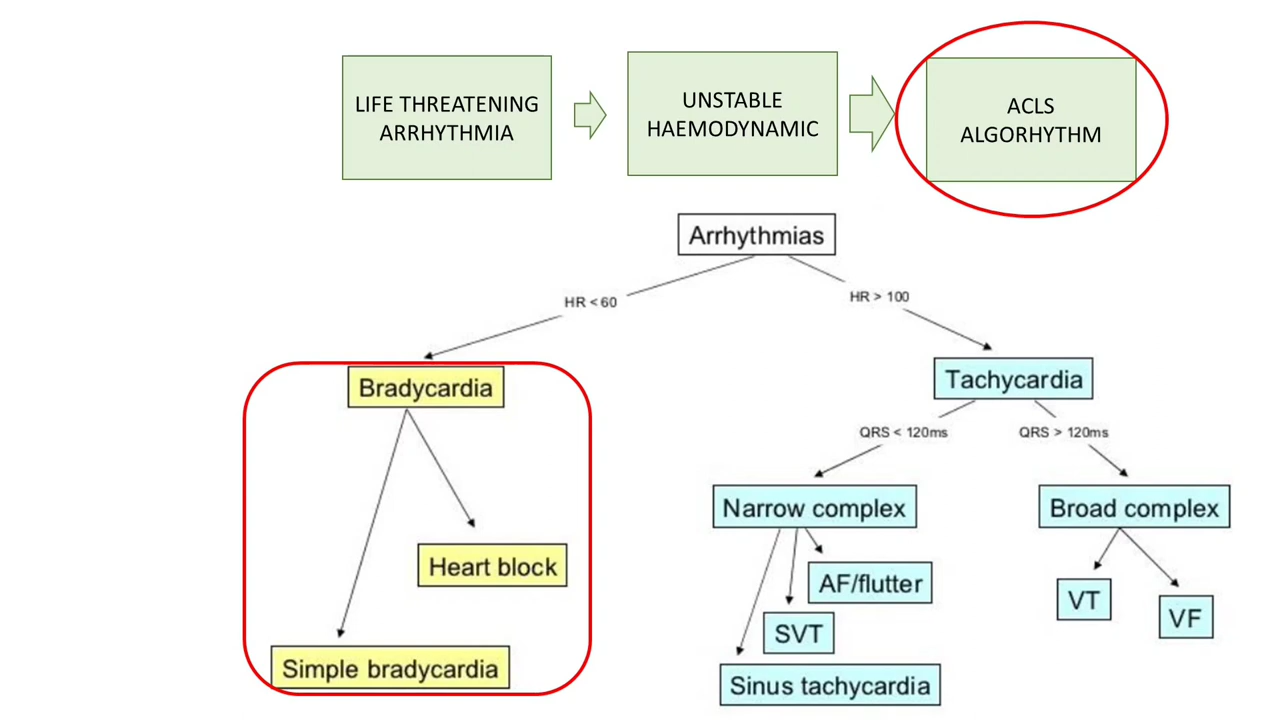 LIFE THREATENING
ARRHYTHMIA
UNSTABLE
HAEMODYNAMIC
ACLS
ALGORHYTHM
Arrhythmias
HR < 60
HR > 100
Bradycardia
Tachycardia
QRS < 120ms
QRS > 120ms
Narrow complex
Broad complex
Heart block
AF/flutter
VT
VF
SVT
Simple bradycardia
Sinus tachycardia